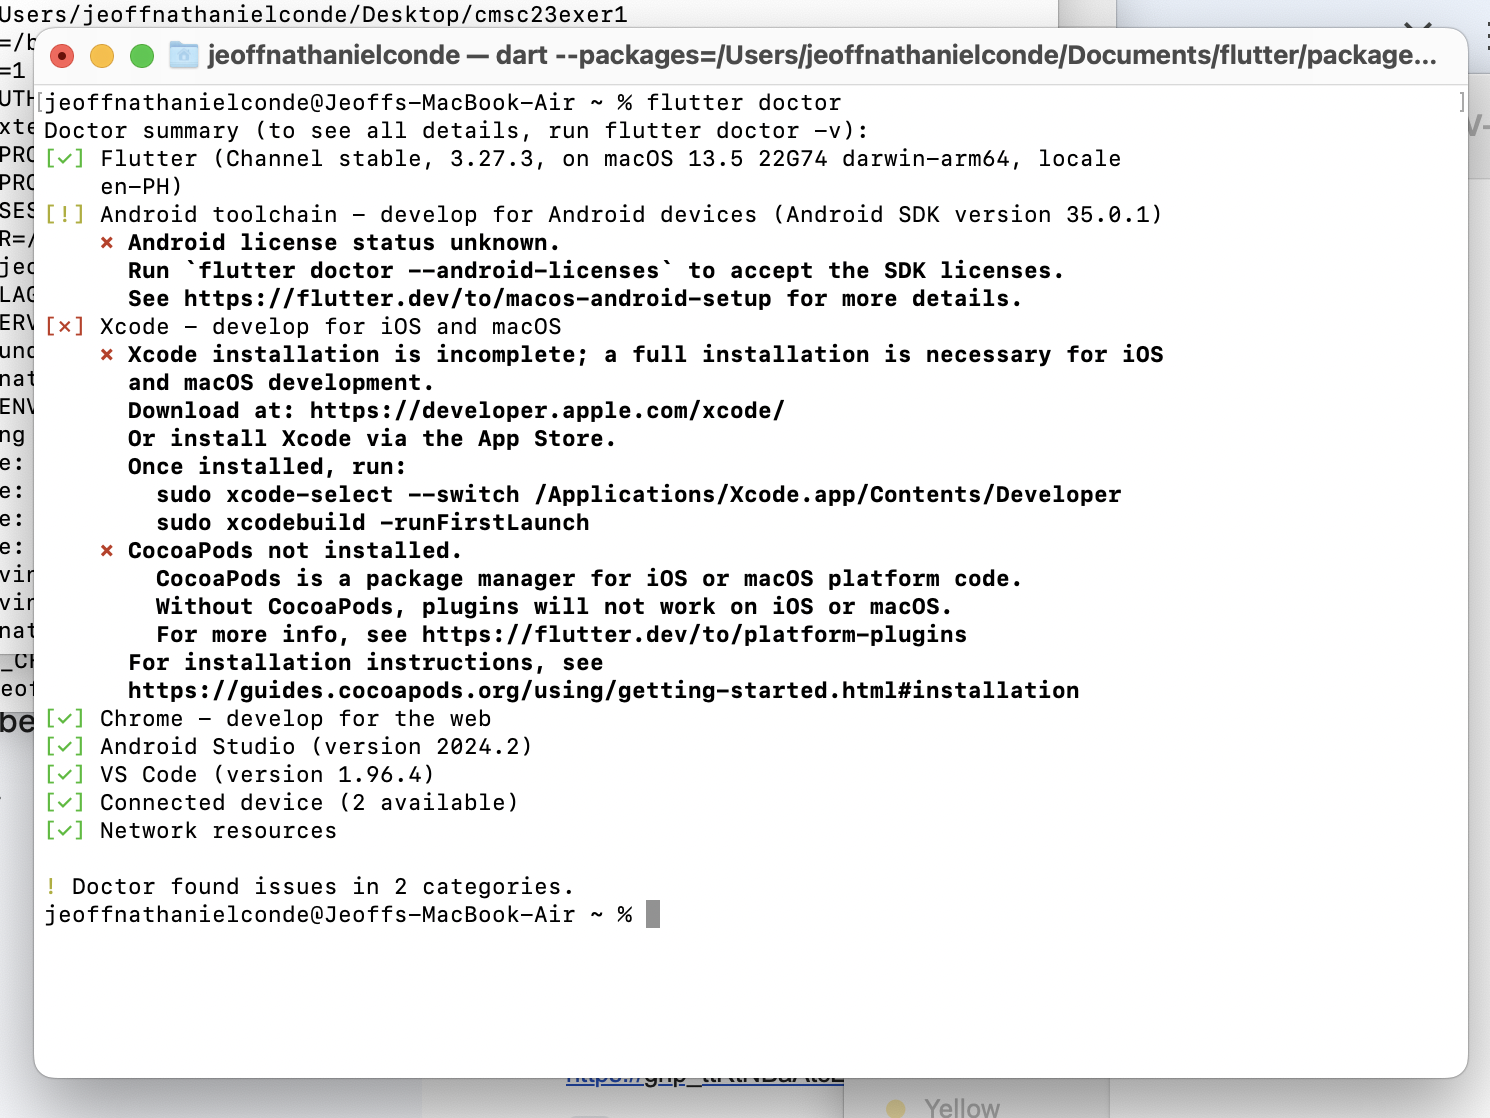 Users/jeoffnathanielconde/Desktop/cmsc23exer1
jeoffnathanielconde — dart --packages=/Users/jeoffnathanielconde/Documents/flutter/package...
[jeoffnathanielconde@Jeoffs-MacBook-Air ~ % flutter doctor ]
Doctor summary (to see all details, run flutter doctor -v):
[✓] Flutter (Channel stable, 3.27.3, on macOS 13.5 22G74 darwin-arm64, locale
en-PH)
[!] Android toolchain - develop for Android devices (Android SDK version 35.0.1)
✗ Android license status unknown.
Run `flutter doctor --android-licenses` to accept the SDK licenses.
See https://flutter.dev/to/macos-android-setup for more details.
[✗] Xcode - develop for iOS and macOS
✗ Xcode installation is incomplete; a full installation is necessary for iOS
and macOS development.
Download at: https://developer.apple.com/xcode/
Or install Xcode via the App Store.
Once installed, run:
sudo xcode-select --switch /Applications/Xcode.app/Contents/Developer
sudo xcodebuild -runFirstLaunch
✗ CocoaPods not installed.
CocoaPods is a package manager for iOS or macOS platform code.
Without CocoaPods, plugins will not work on iOS or macOS.
For more info, see https://flutter.dev/to/platform-plugins
For installation instructions, see
https://guides.cocoapods.org/using/getting-started.html#installation
[✓] Chrome - develop for the web
[✓] Android Studio (version 2024.2)
[✓] VS Code (version 1.96.4)
[✓] Connected device (2 available)
[✓] Network resources
! Doctor found issues in 2 categories.
jeoffnathanielconde@Jeoffs-MacBook-Air ~ %
Yellow